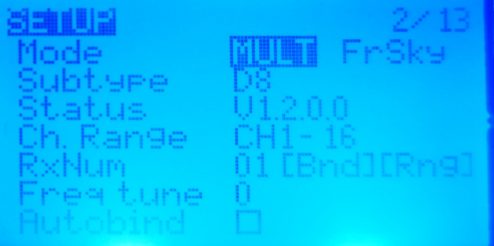 SETUP 2/13
Mode MULT FrSky
Subtype D8
Status V1.2.0.0
Ch. Range CH1-16
RxNum 01 [Bnd][Rng]
Freq tune 0
Autobind